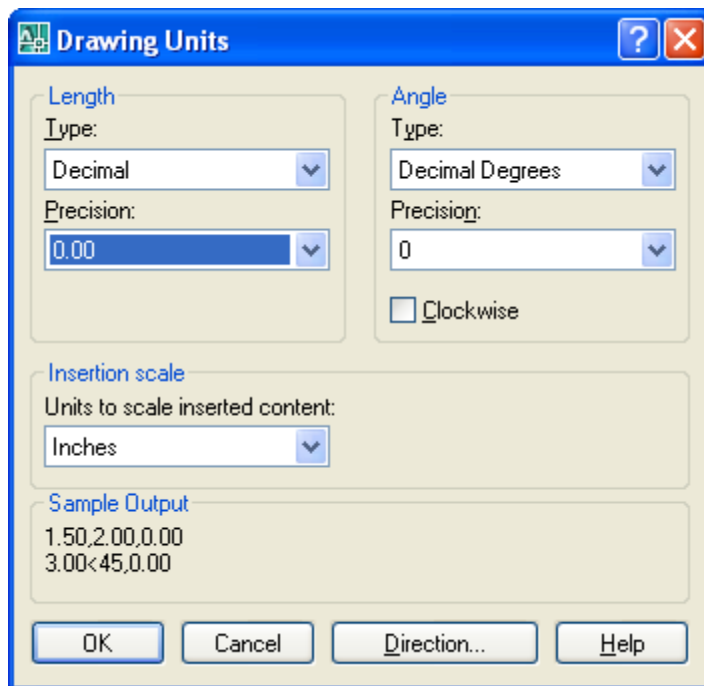 Drawing Units
Length
Type:
Decimal
Precision:
0.00
Angle
Type:
Decimal Degrees
Precision:
0
Clockwise
Insertion scale
Units to scale inserted content:
Inches
Sample Output
1.50,2.00,0.00
3.00<45,0.00
OK Cancel Direction... Help